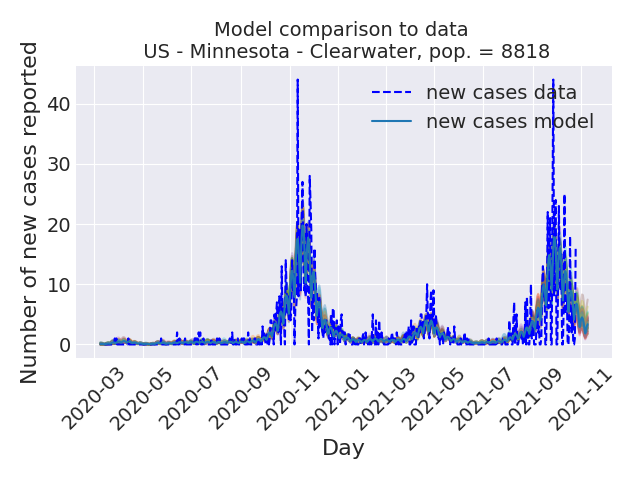 Model comparison to data
US - Minnesota - Clearwater, pop. = 8818
Number of new cases reported
40
30
20
10
0
new cases data
new cases model
2020-03
2020-05
2020-07
2020-09
2020-11
2021-01
2021-03
2021-05
2021-07
2021-09
2021-11
Day